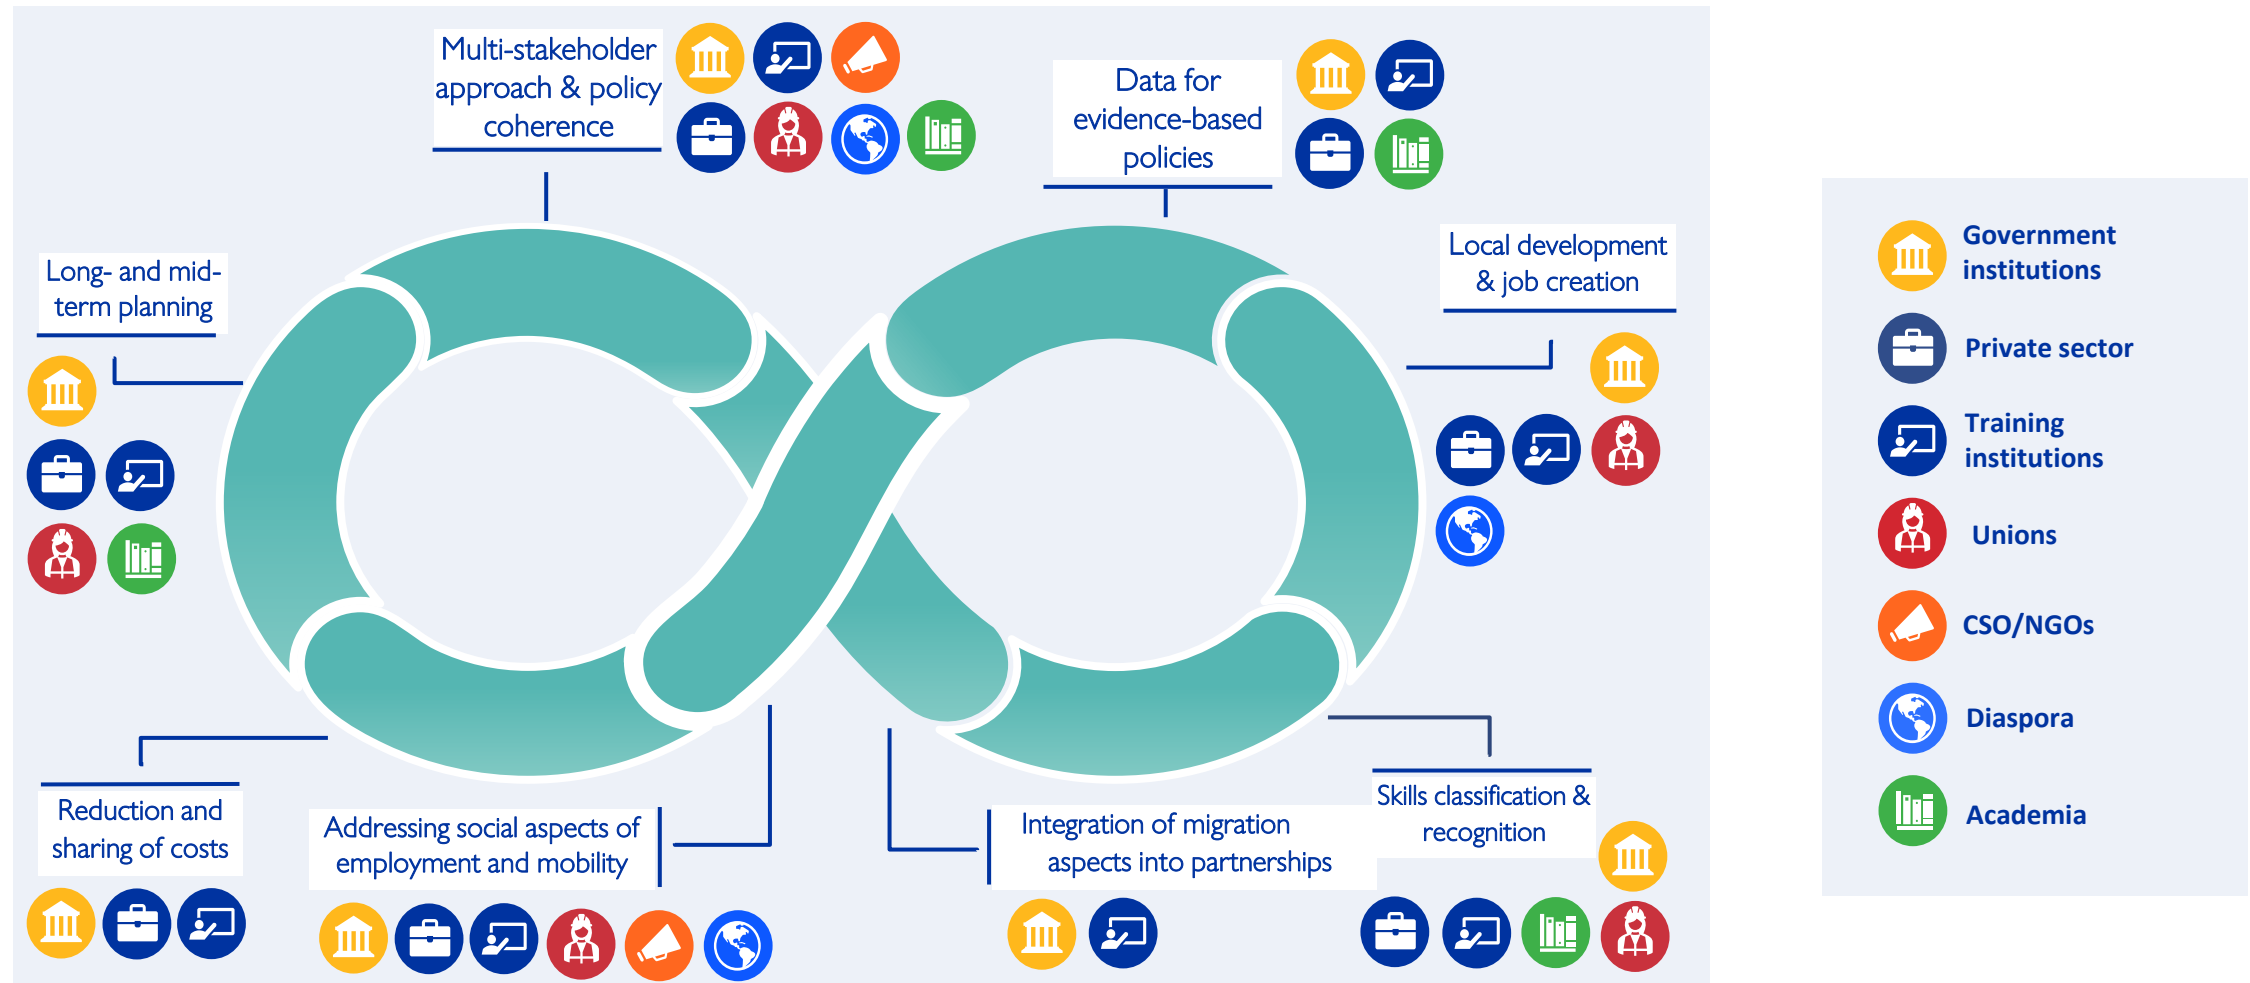 Multi-stakeholder
approach & policy
coherence
Data for
evidence-based
policies
Long- and mid-
term planning
Local development
& job creation
Reduction and
sharing of costs
Addressing social aspects of
employment and mobility
Integration of migration
aspects into partnerships
Skills classification &
recognition
Government
institutions
Private sector
Training
institutions
Unions
CSO/NGOs
Diaspora
Academia